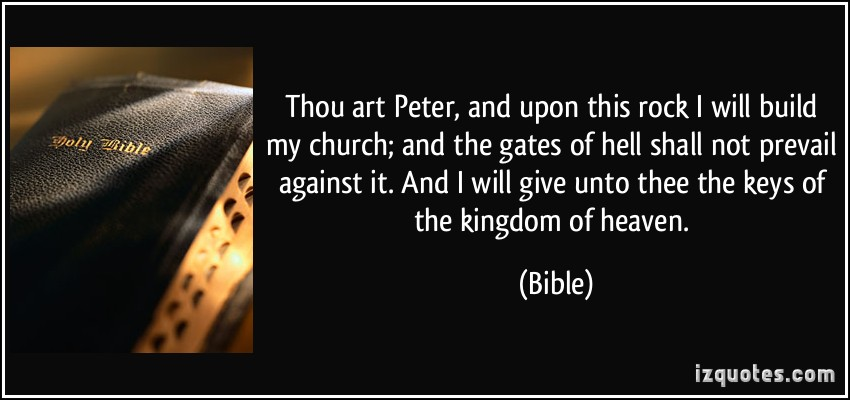 Holy Bible
Thou art Peter, and upon this rock I will build
my church; and the gates of hell shall not prevail
against it. And I will give unto thee the keys of
the kingdom of heaven.
(Bible)
izquotes.com